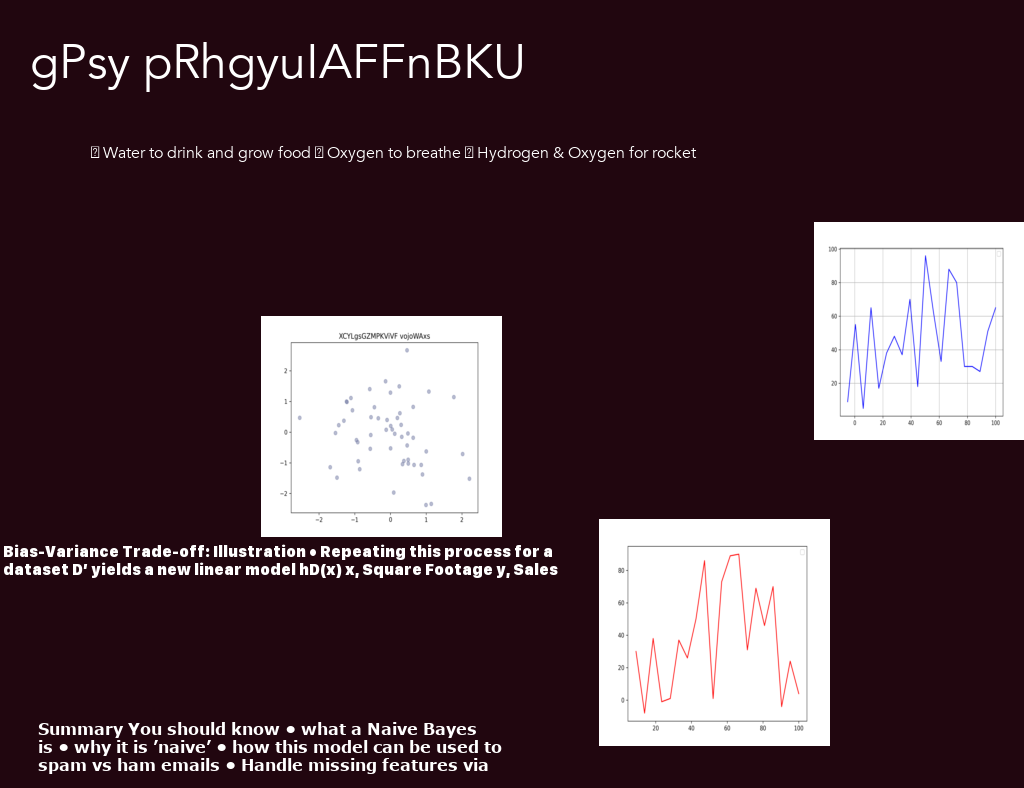 gPsy pRhgyuIAFFnBKU
Water to drink and grow food Oxygen to breathe Hydrogen & Oxygen for rocket
100
80
60
40
20
0 20 40 60 80 100
XCYLgsGZMPKViVF vojoWAxs
2
1
0
−1
−2
−2 −1 0 1 2
Bias-Variance Trade-off: Illustration • Repeating this process for a
dataset D′ yields a new linear model hD(x) x, Square Footage y, Sales
80
60
40
20
0
20 40 60 80 100
Summary You should know • what a Naive Bayes
is • why it is ’naive’ • how this model can be used to
spam vs ham emails • Handle missing features via